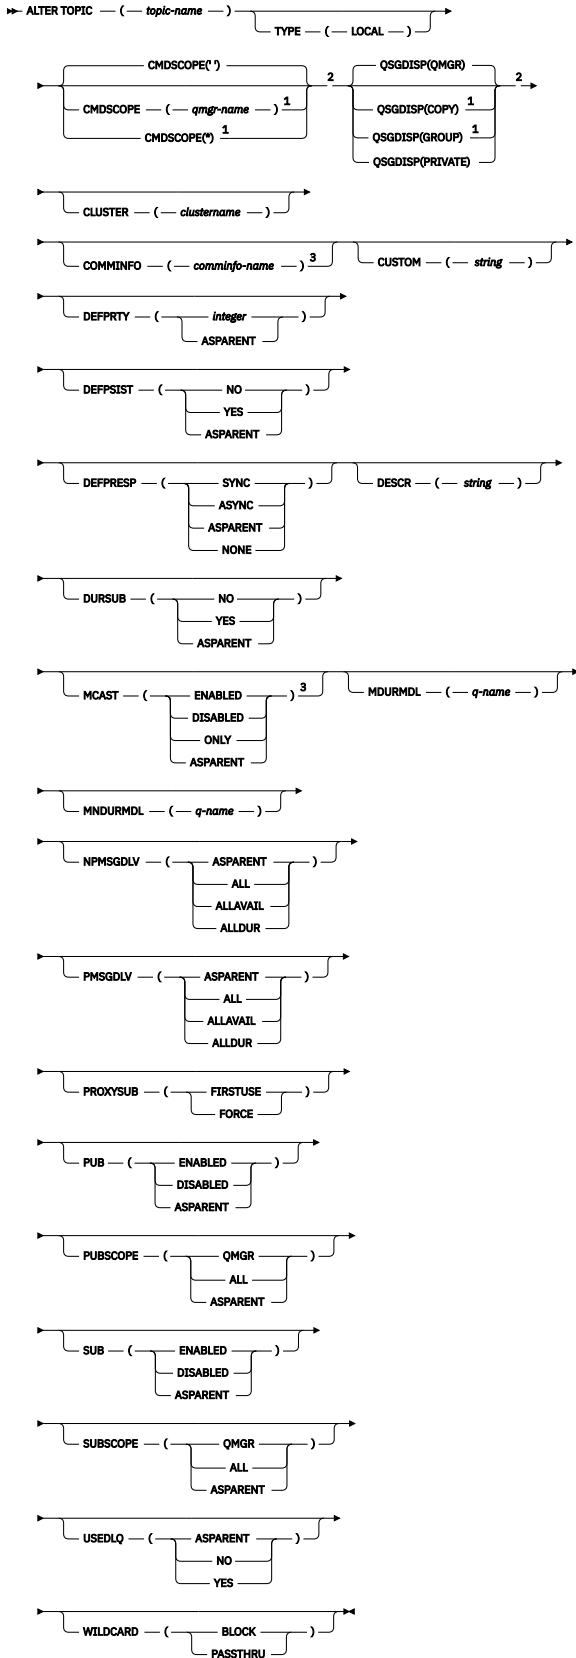 ALTER TOPIC ( topic-name )
TYPE ( LOCAL )
CMDSCOPE(' ')
CMDSCOPE ( qmgr-name ) 1
CMDSCOPE(*) 1
2
QSGDISP(QMGR)
QSGDISP(COPY) 1
QSGDISP(GROUP) 1
QSGDISP(PRIVATE)
2
CLUSTER ( clustername )
COMMINFO ( comminfo-name ) 3
CUSTOM ( string )
DEFPRTY ( integer )
ASPARENT
DEFPSIST ( NO )
YES
ASPARENT
DEFPRESP ( SYNC )
ASYNC
ASPARENT
NONE
DESCR ( string )
DURSUB ( NO )
YES
ASPARENT
MCAST ( ENABLED ) 3
DISABLED
ONLY
ASPARENT
MDURMDL ( q-name )
MNDURMDL ( q-name )
NPMSGDLV ( ASPARENT )
ALL
ALLAVAIL
ALLDUR
PMSGDLV ( ASPARENT )
ALL
ALLAVAIL
ALLDUR
PROXYSUB ( FIRSTUSE )
FORCE
PUB ( ENABLED )
DISABLED
ASPARENT
PUBSCOPE ( QMGR )
ALL
ASPARENT
SUB ( ENABLED )
DISABLED
ASPARENT
SUBSCOPE ( QMGR )
ALL
ASPARENT
USEDLQ ( ASPARENT )
NO
YES
WILDCARD ( BLOCK )
PASSTHRU